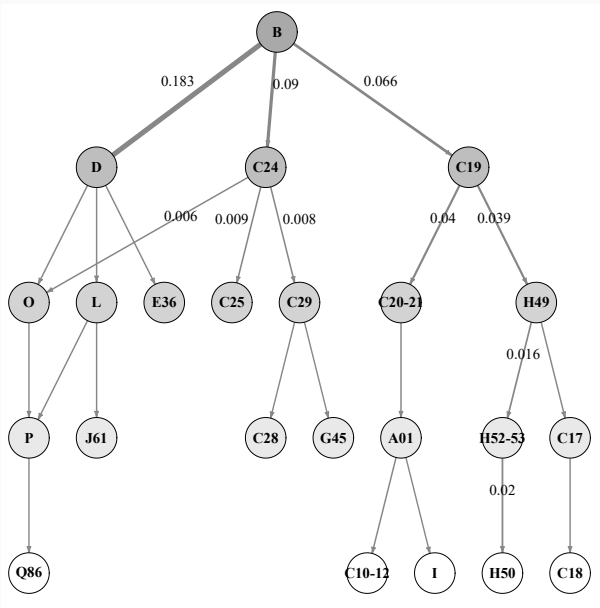 B
0.183
0.09
0.066
D
C24
C19
0.006
0.009
0.008
0.04
0.039
O
L
E36
C25
C29
C20-21
H49
0.016
P
J61
C28
G45
A01
H52-53
C17
0.02
Q86
C10-12
I
H50
C18